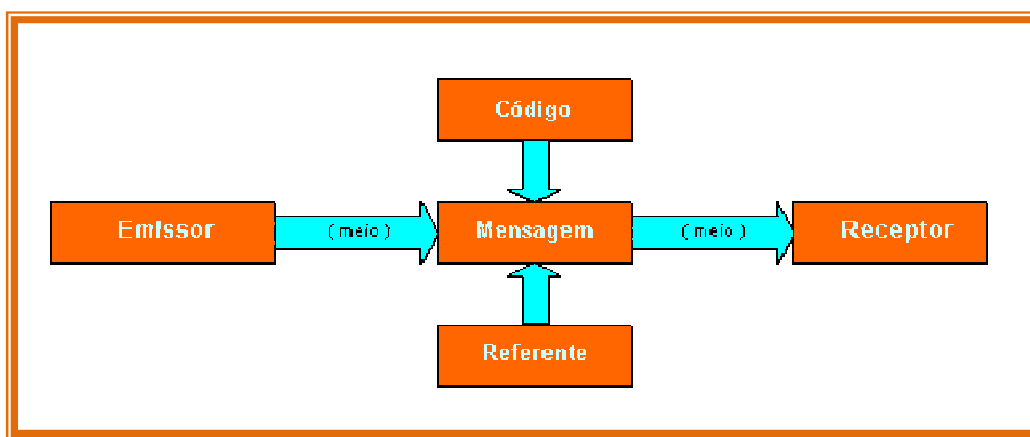 Código
Emissor
( meio )
Mensagem
( meio )
Receptor
Referente